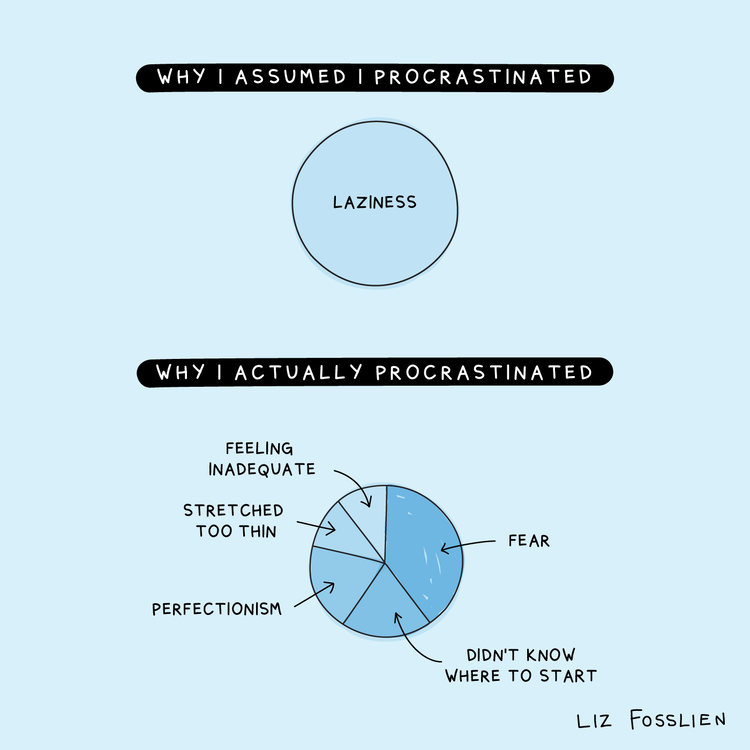 WHY I ASSUMED I PROCRASTINATED
LAZINESS
WHY I ACTUALLY PROCRASTINATED
FEELING
INADEQUATE
STRETCHED
TOO THIN
FEAR
PERFECTIONISM
DIDN'T KNOW
WHERE TO START
LIZ FOSSLIEN